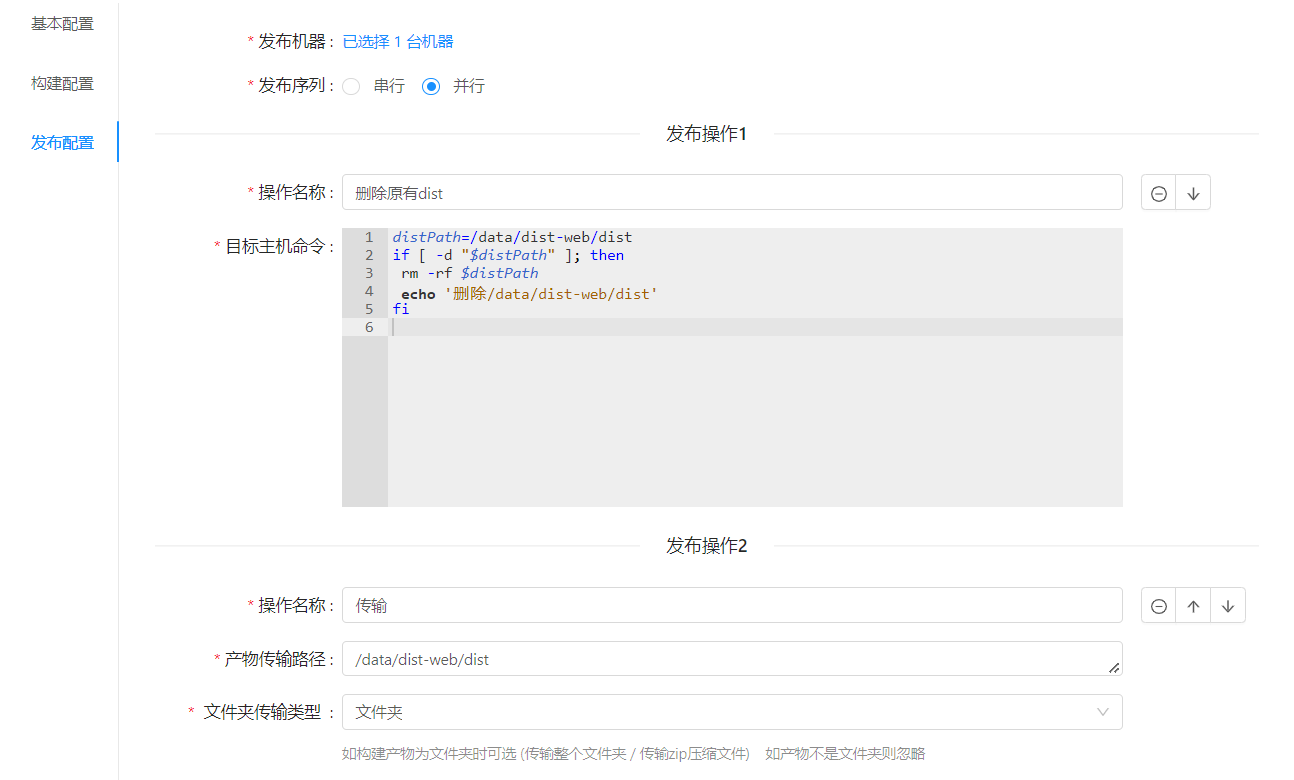 基本配置
构建配置
发布配置
* 发布机器 : 已选择 1 台机器
* 发布序列 : 串行 并行
发布操作1
* 操作名称 : 删除原有dist
* 目标主机命令 :
1 distPath=/data/dist-web/dist
2 if [ -d "$distPath" ]; then
3 rm -rf $distPath
4 echo '删除/data/dist-web/dist'
5 fi
6
发布操作2
* 操作名称 : 传输
* 产物传输路径 : /data/dist-web/dist
* 文件夹传输类型 : 文件夹
如构建产物为文件夹时可选 (传输整个文件夹 / 传输zip压缩文件) 如产物不是文件夹则忽略